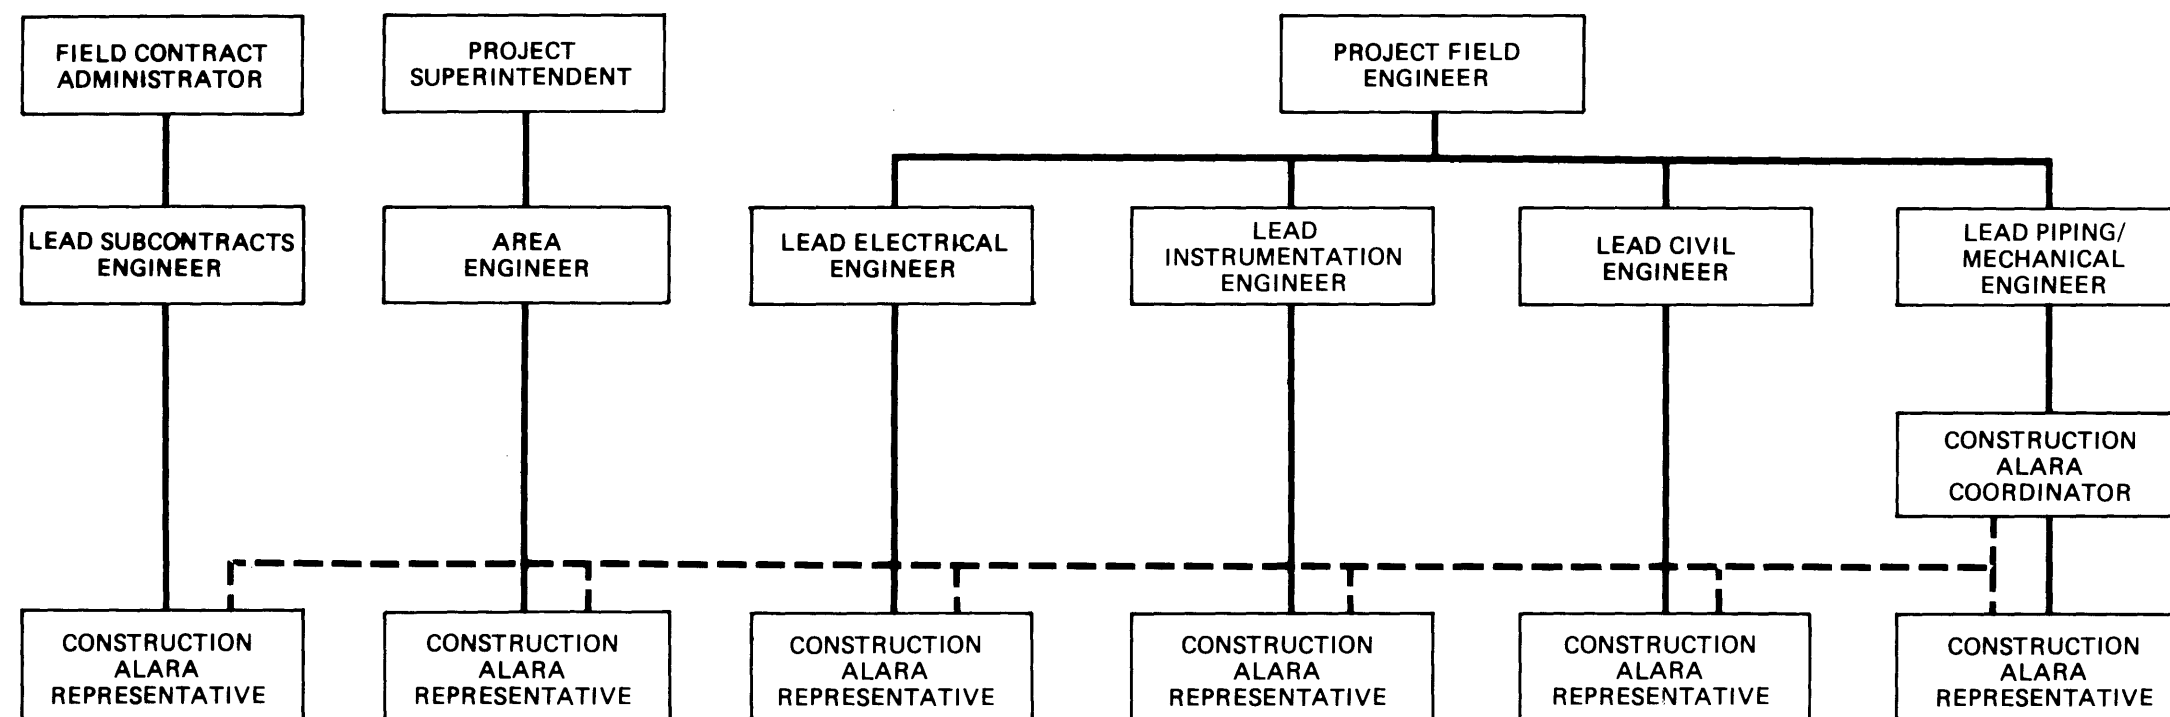 FIELD CONTRACT
ADMINISTRATOR
PROJECT
SUPERINTENDENT
PROJECT FIELD
ENGINEER
LEAD SUBCONTRACTS
ENGINEER
AREA
ENGINEER
LEAD ELECTRICAL
ENGINEER
LEAD
INSTRUMENTATION
ENGINEER
LEAD CIVIL
ENGINEER
LEAD PIPING/
MECHANICAL
ENGINEER
CONSTRUCTION
ALARA
COORDINATOR
CONSTRUCTION
ALARA
REPRESENTATIVE
CONSTRUCTION
ALARA
REPRESENTATIVE
CONSTRUCTION
ALARA
REPRESENTATIVE
CONSTRUCTION
ALARA
REPRESENTATIVE
CONSTRUCTION
ALARA
REPRESENTATIVE
CONSTRUCTION
ALARA
REPRESENTATIVE